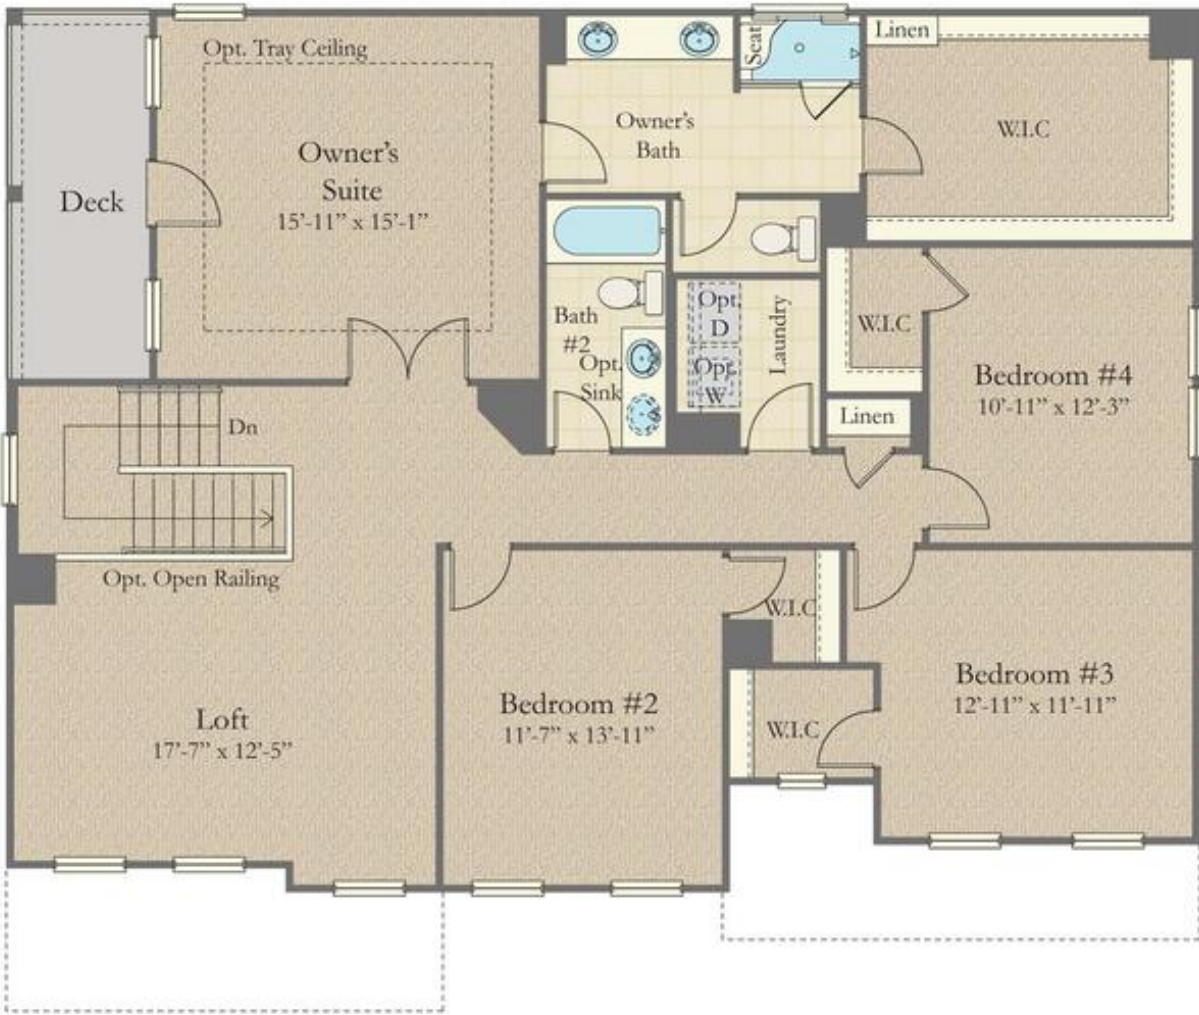 Opt. Tray Ceiling
Seat
Linen
Owner's
Bath
W.I.C
Owner's
Suite
15'-11” x 15'-1”
Deck
Opt.
D
Laundry
Bath
#2
W.I.C
Opt.
Sink
Opt.
W
Bedroom #4
10'-11” x 12'-3”
Linen
Dn
Opt. Open Railing
W.I.C
Bedroom #3
12'-11” x 11'-11”
Bedroom #2
11'-7” x 13'-11”
Loft
17'-7” x 12'-5”
W.I.C